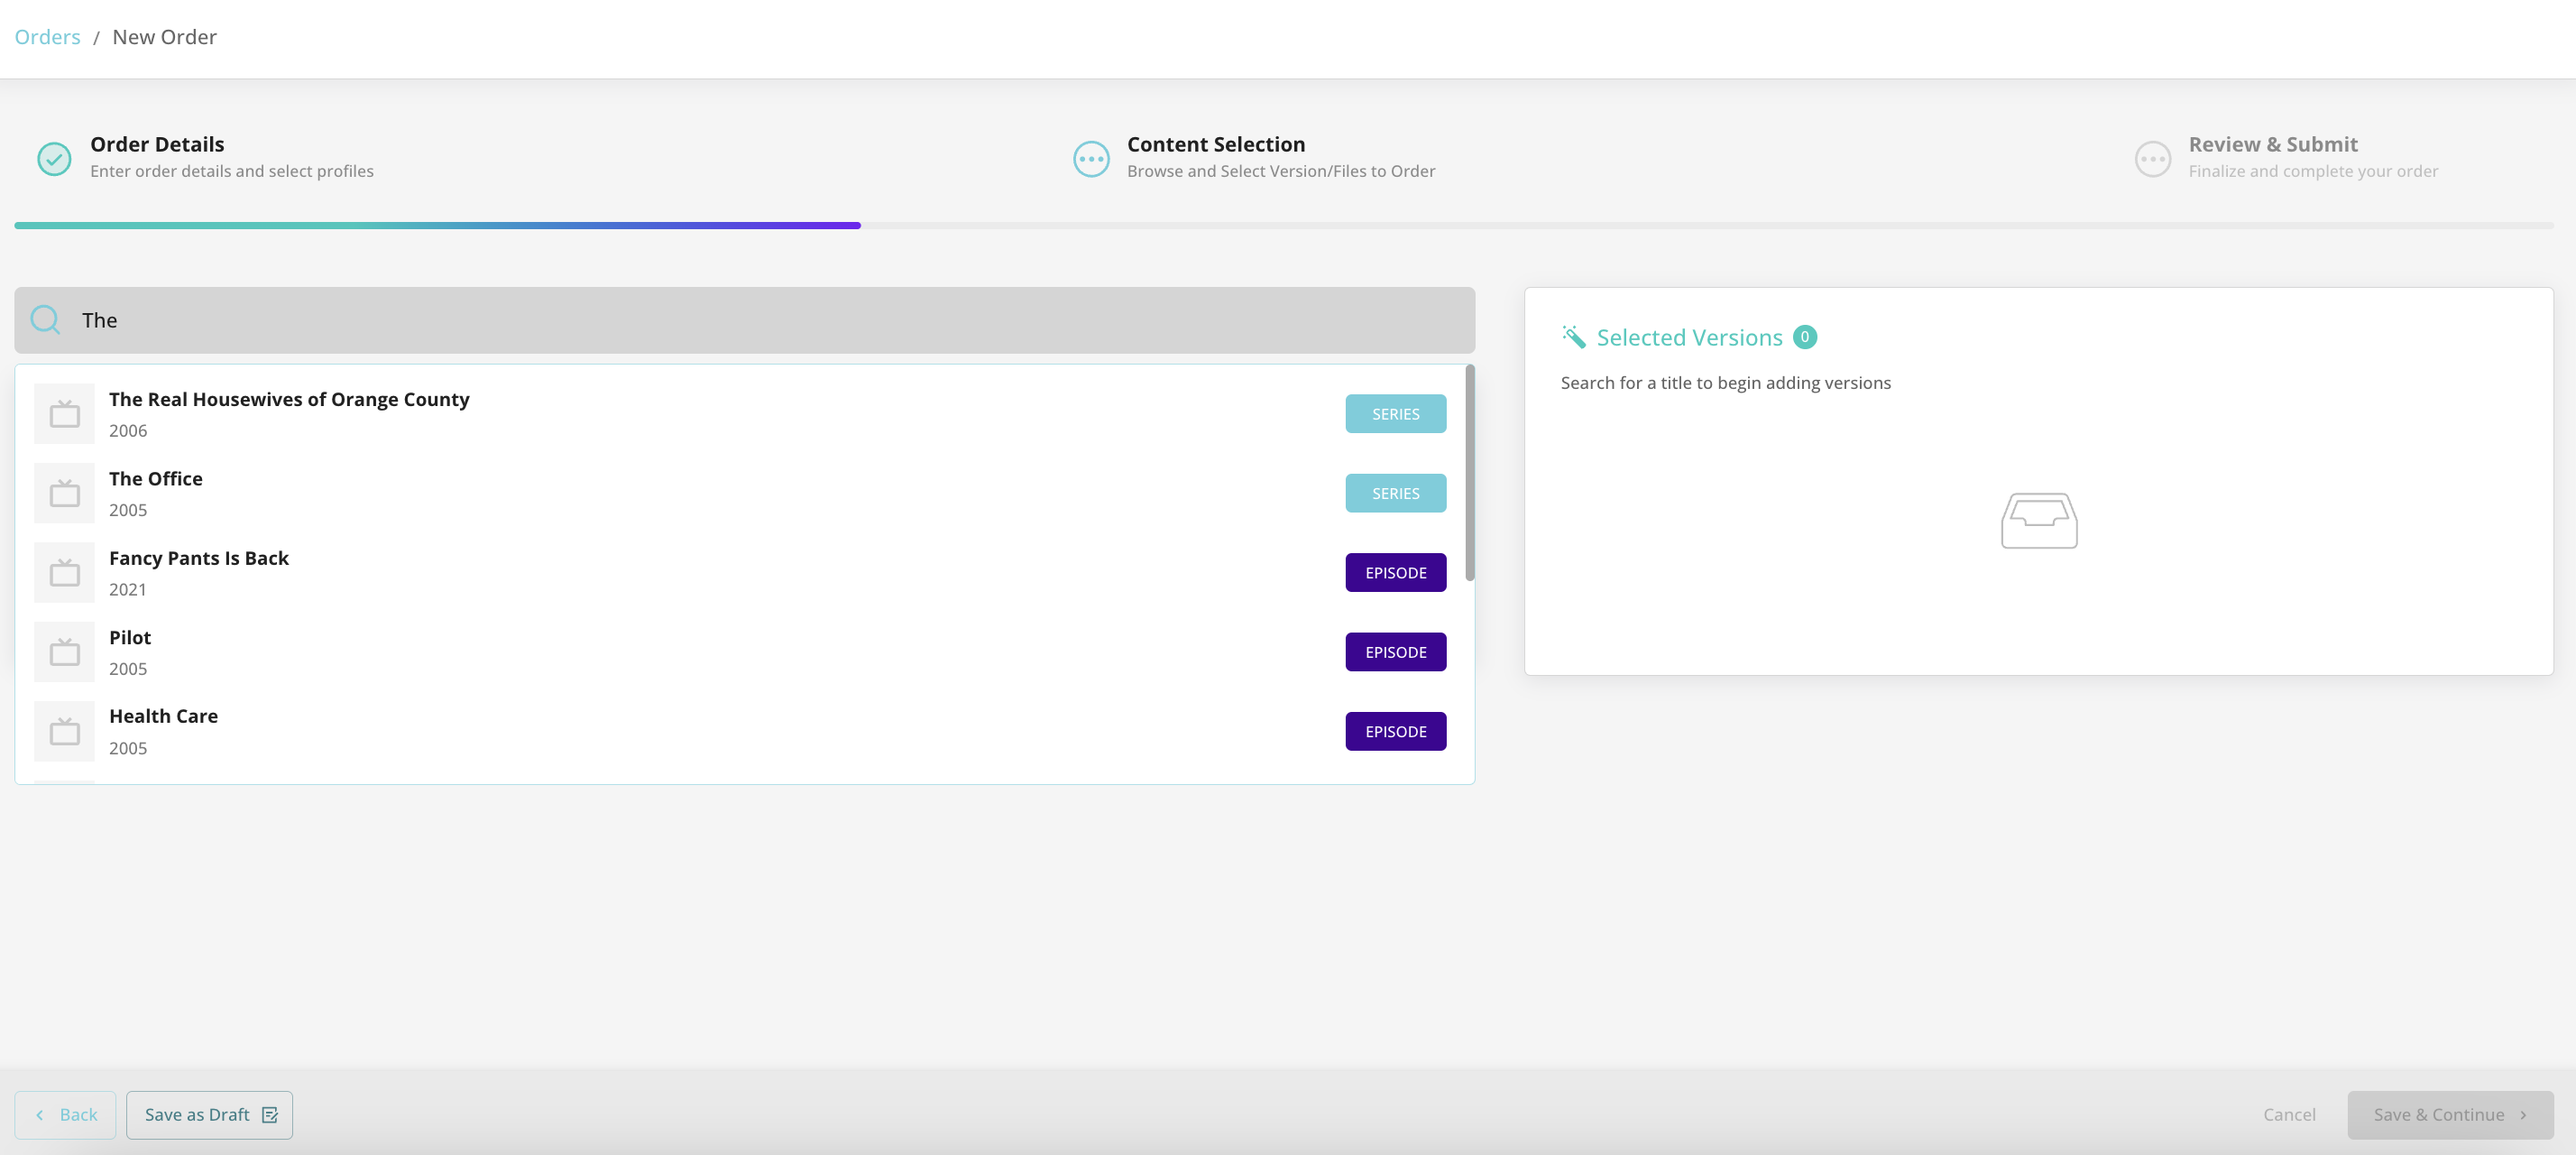 Orders / New Order
Order Details
Enter order details and select profiles
Content Selection
Browse and Select Version/Files to Order
Review & Submit
Finalize and complete your order
The
The Real Housewives of Orange County
2006
SERIES
The Office
2005
SERIES
Fancy Pants Is Back
2021
EPISODE
Pilot
2005
EPISODE
Health Care
2005
EPISODE
Selected Versions 0
Search for a title to begin adding versions
Back
Save as Draft
Cancel
Save & Continue